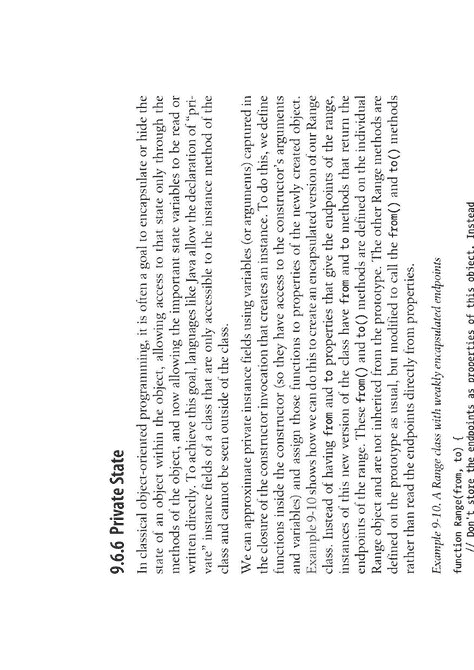 9.6.6 Private State
In classical object-oriented programming, it is often a goal to encapsulate or hide the
state of an object within the object, allowing access to that state only through the
methods of the object, and now allowing the important state variables to be read or
written directly. To achieve this goal, languages like Java allow the declaration of “pri-
vate” instance fields of a class that are only accessible to the instance method of the
class and cannot be seen outside of the class.
We can approximate private instance fields using variables (or arguments) captured in
the closure of the constructor invocation that creates an instance. To do this, we define
functions inside the constructor (so they have access to the constructor’s arguments
and variables) and assign those functions to properties of the newly created object.
Example 9-10 shows how we can do this to create an encapsulated version of our Range
class. Instead of having from and to properties that give the endpoints of the range,
instances of this new version of the class have from and to methods that return the
endpoints of the range. These from() and to() methods are defined on the individual
Range object and are not inherited from the prototype. The other Range methods are
defined on the prototype as usual, but modified to call the from() and to() methods
rather than read the endpoints directly from properties.
Example 9-10. A Range class with weakly encapsulated endpoints
function Range(from, to) {
// Don't store the endpoints as properties of this object. Instead